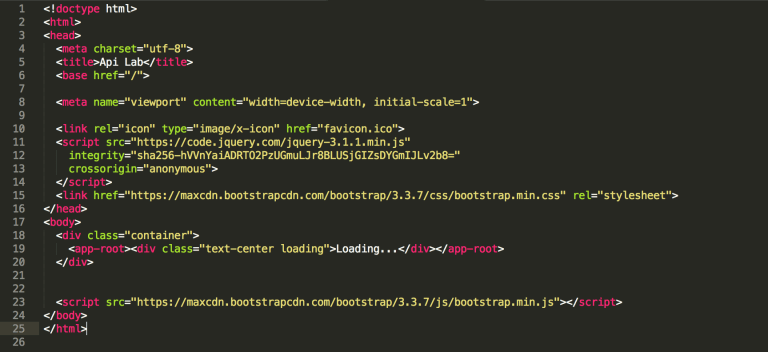 1 <!doctype html>
2 <html>
3 <head>
4 <meta charset="utf-8">
5 <title>Api Lab</title>
6 <base href="/">
7
8 <meta name="viewport" content="width=device-width, initial-scale=1">
9
10 <link rel="icon" type="image/x-icon" href="favicon.ico">
11 <script src="https://code.jquery.com/jquery-3.1.1.min.js"
12 integrity="sha256-hVVnYaiADRTO2PzUGmuLJr8BLUSjGIZsDYGmIJLv2b8="
13 crossorigin="anonymous">
14 </script>
15 <link href="https://maxcdn.bootstrapcdn.com/bootstrap/3.3.7/css/bootstrap.min.css" rel="stylesheet">
16 </head>
17 <body>
18 <div class="container">
19 <app-root><div class="text-center loading">Loading...</div></app-root>
20 </div>
21
22
23 <script src="https://maxcdn.bootstrapcdn.com/bootstrap/3.3.7/js/bootstrap.min.js"></script>
24 </body>
25 </html>
26